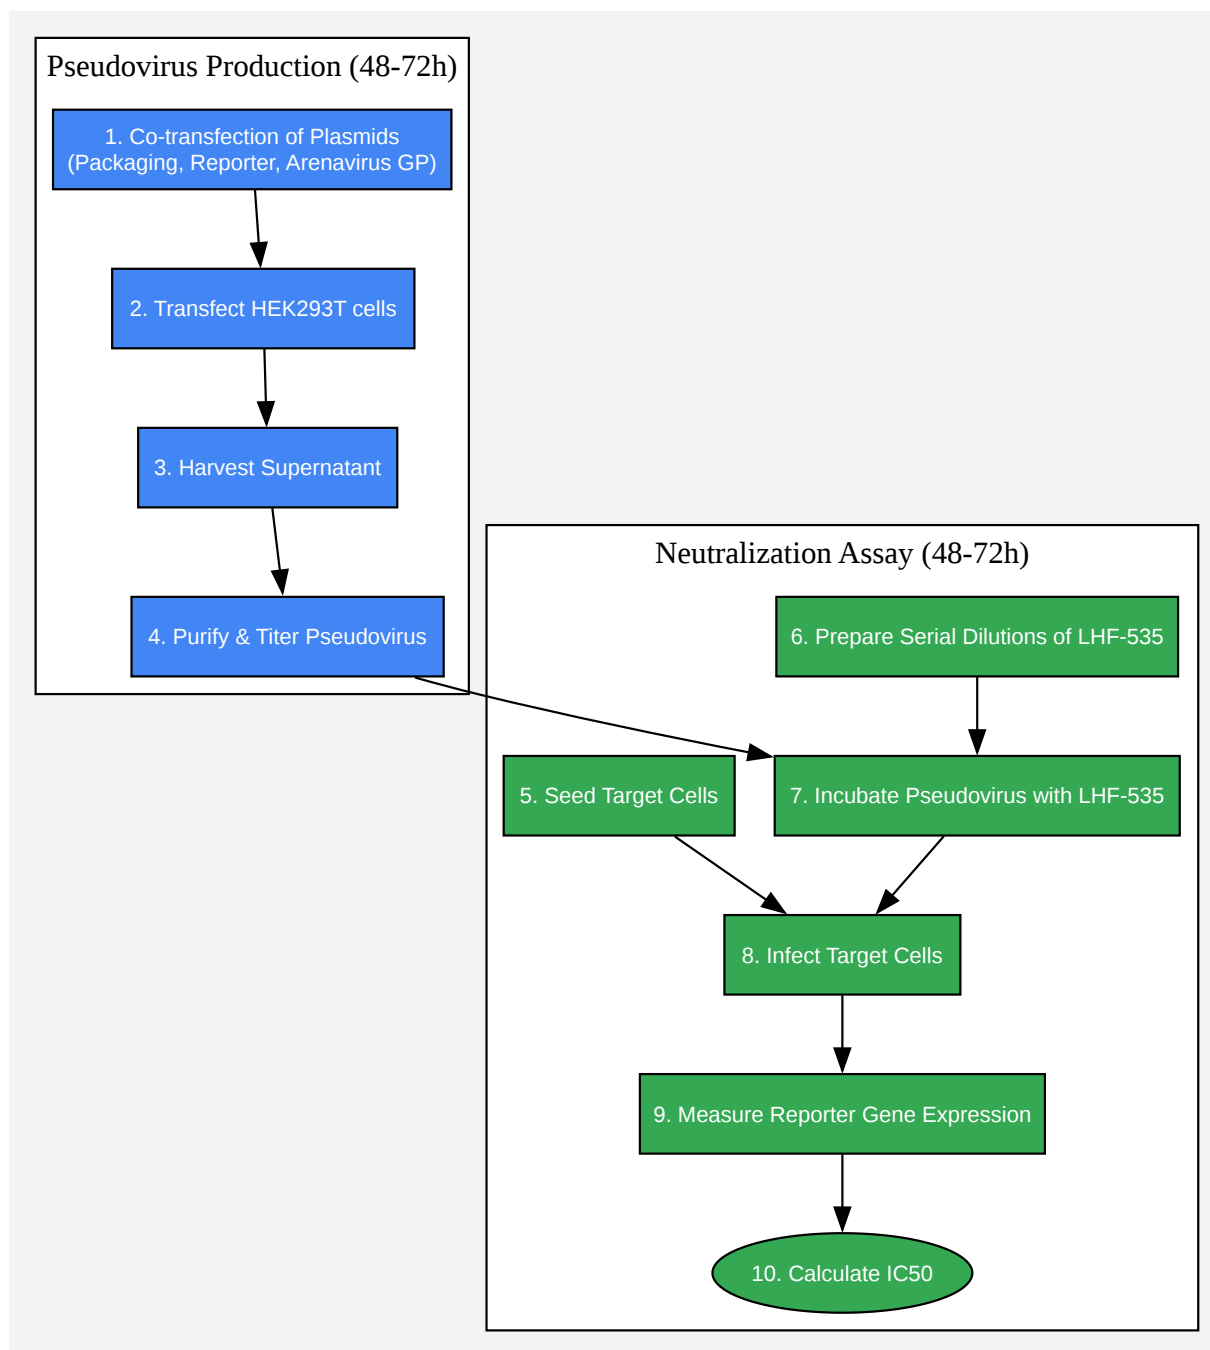 Pseudovirus Production (48-72h)
1. Co-transfection of Plasmids
(Packaging, Reporter, Arenavirus GP)
2. Transfect HEK293T cells
3. Harvest Supernatant
4. Purify & Titer Pseudovirus
Neutralization Assay (48-72h)
6. Prepare Serial Dilutions of LHF-535
5. Seed Target Cells
7. Incubate Pseudovirus with LHF-535
8. Infect Target Cells
9. Measure Reporter Gene Expression
10. Calculate IC50